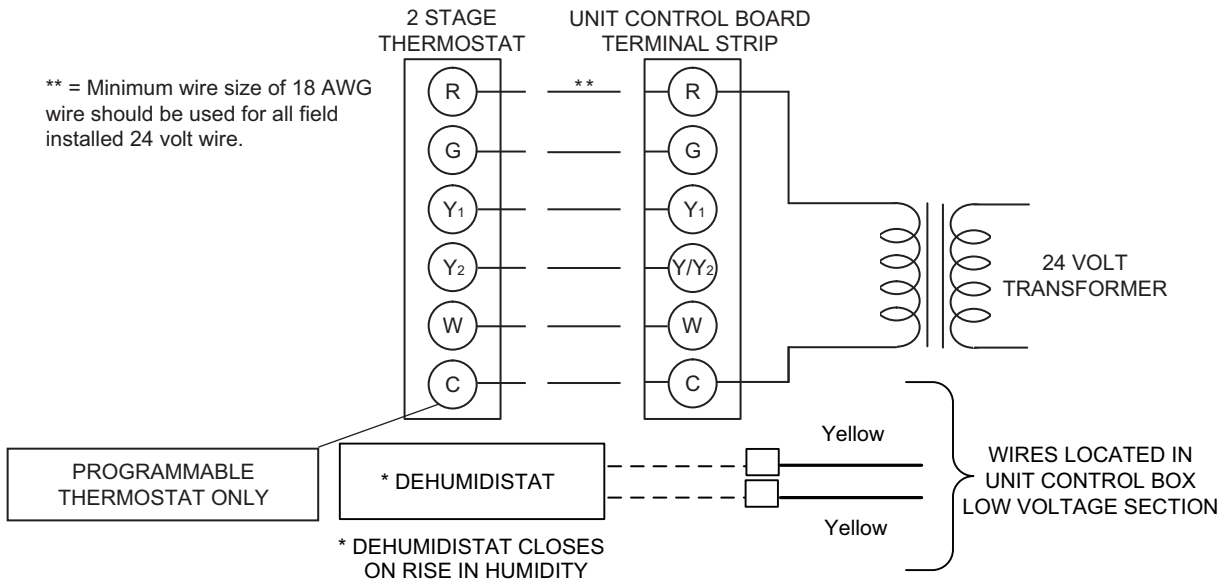 2 STAGE
THERMOSTAT
UNIT CONTROL BOARD
TERMINAL STRIP
** = Minimum wire size of 18 AWG
wire should be used for all field
installed 24 volt wire.
R
**
R
G
G
Y1
Y1
Y2
Y/Y2
W
W
C
C
24 VOLT
TRANSFORMER
PROGRAMMABLE
THERMOSTAT ONLY
* DEHUMIDISTAT
Yellow
Yellow
WIRES LOCATED IN
UNIT CONTROL BOX
LOW VOLTAGE SECTION
* DEHUMIDISTAT CLOSES
ON RISE IN HUMIDITY